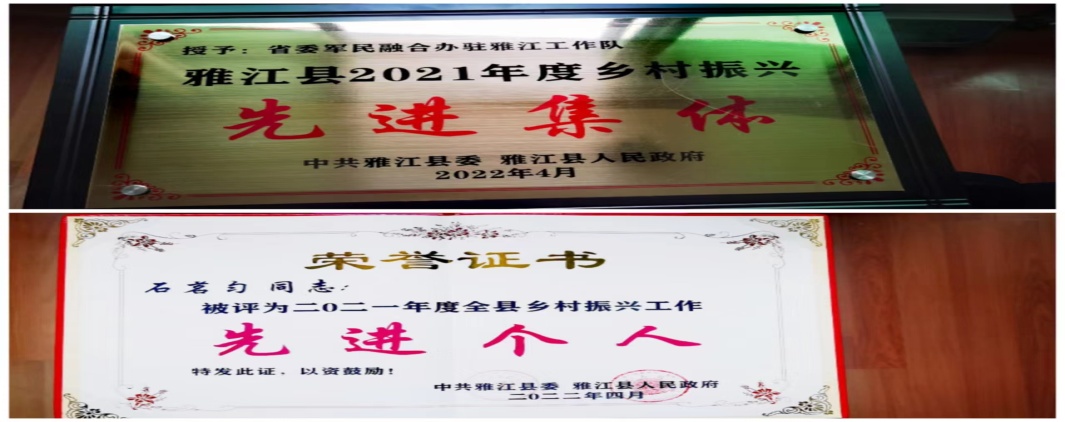 授予：省委军民融合办驻雅江工作队
雅江县2021年度乡村振兴
先进集体
中共雅江县委 雅江县人民政府
2022年4月
荣誉证书
石茗匀同志：
被评为二0二一年度全县乡村振兴工作
先进个人
特发此证，以资鼓励！
中共雅江县委 雅江县人民政府
二0二二年四月